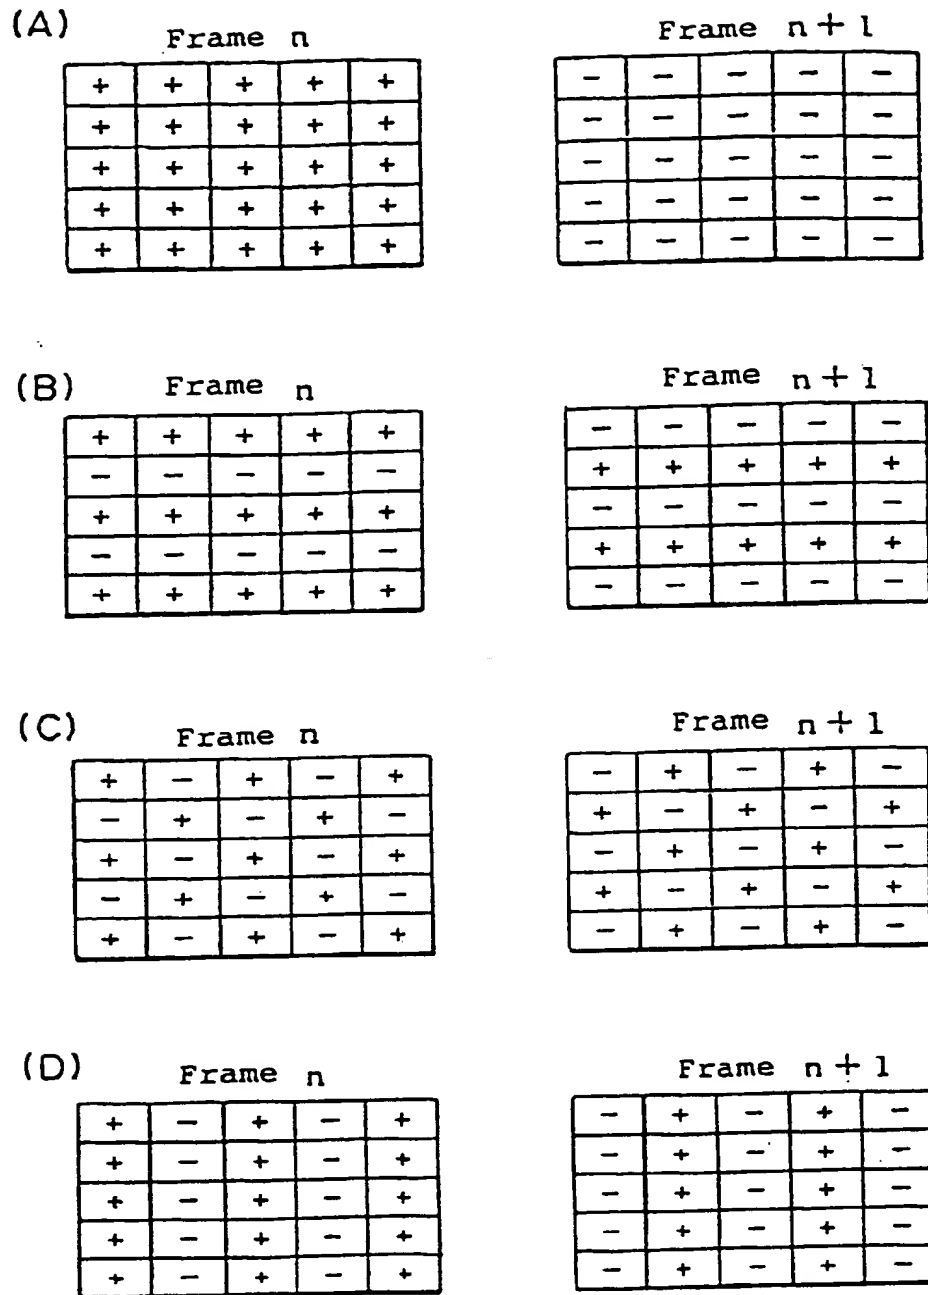 (A)
Frame n
Frame n + 1
+ + + + +
- - - - -
+ + + + +
- - - - -
+ + + + +
- - - - -
+ + + + +
- - - - -
+ + + + +
- - - - -
(B)
Frame n
Frame n + 1
+ + + + +
- - - - -
- - - - -
+ + + + +
+ + + + +
- - - - -
- - - - -
+ + + + +
+ + + + +
- - - - -
(C)
Frame n
Frame n + 1
+ - + - +
- + - + -
- + - + -
+ - + - +
+ - + - +
- + - + -
- + - + -
+ - + - +
+ - + - +
- + - + -
(D)
Frame n
Frame n + 1
+ - + - +
- + - + -
+ - + - +
- + - + -
+ - + - +
- + - + -
+ - + - +
- + - + -
+ - + - +
- + - + -